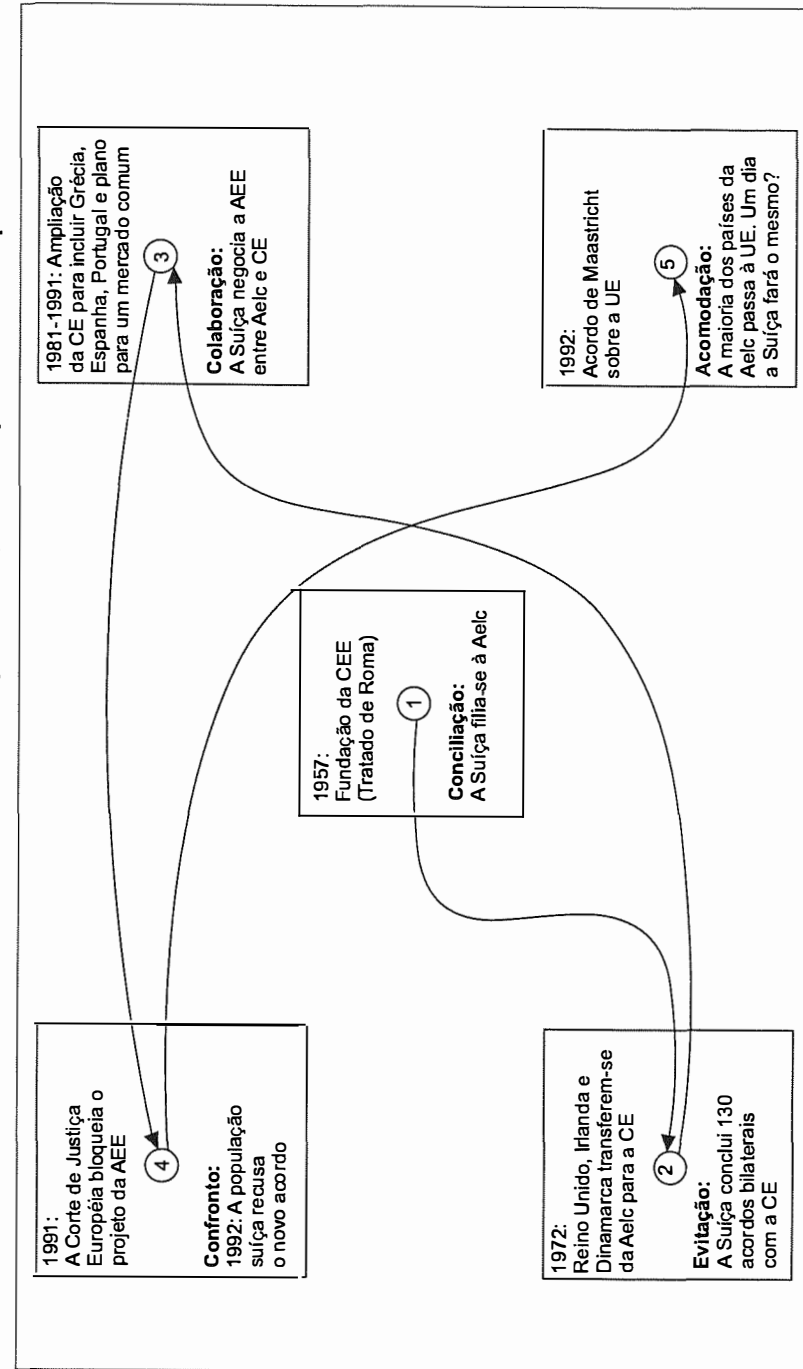 1991:
A Corte de Justiça
Européia bloqueia o
projeto da AEE
4
Confronto:
1992: A população
suíça recusa
o novo acordo
1981-1991: Ampliação
da CE para incluir Grécia,
Espanha, Portugal e plano
para um mercado comum
3
Colaboração:
A Suíça negocia a AEE
entre Aelc e CE
1957:
Fundação da CEE
(Tratado de Roma)
1
Conciliação:
A Suíça filia-se à Aelc
1972:
Reino Unido, Irlanda e
Dinamarca transferem-se
da Aelc para a CE
2
Evitação:
A Suíça conclui 130
acordos bilaterais
com a CE
1992:
Acordo de Maastricht
sobre a UE
5
Acomodação:
A maioria dos países da
Aelc passa à UE. Um dia
a Suíça fará o mesmo?